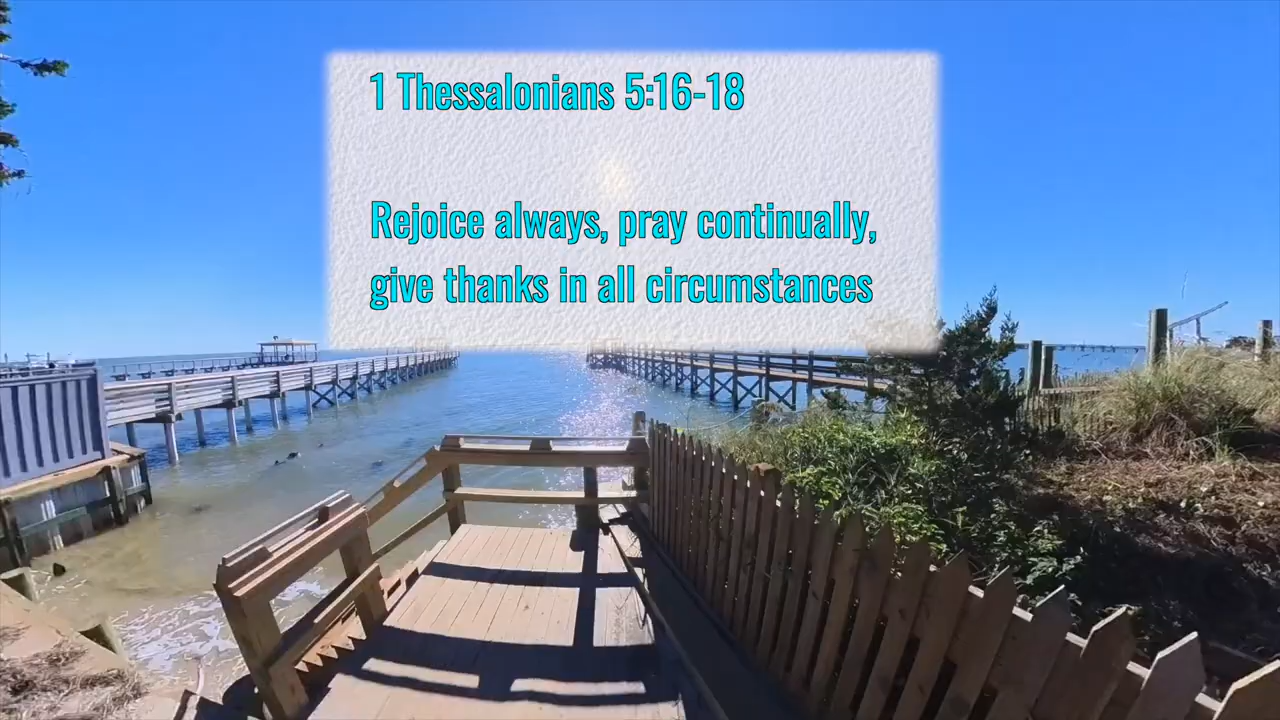 1 Thessalonians 5:16-18
Rejoice always, pray continually,
give thanks in all circumstances